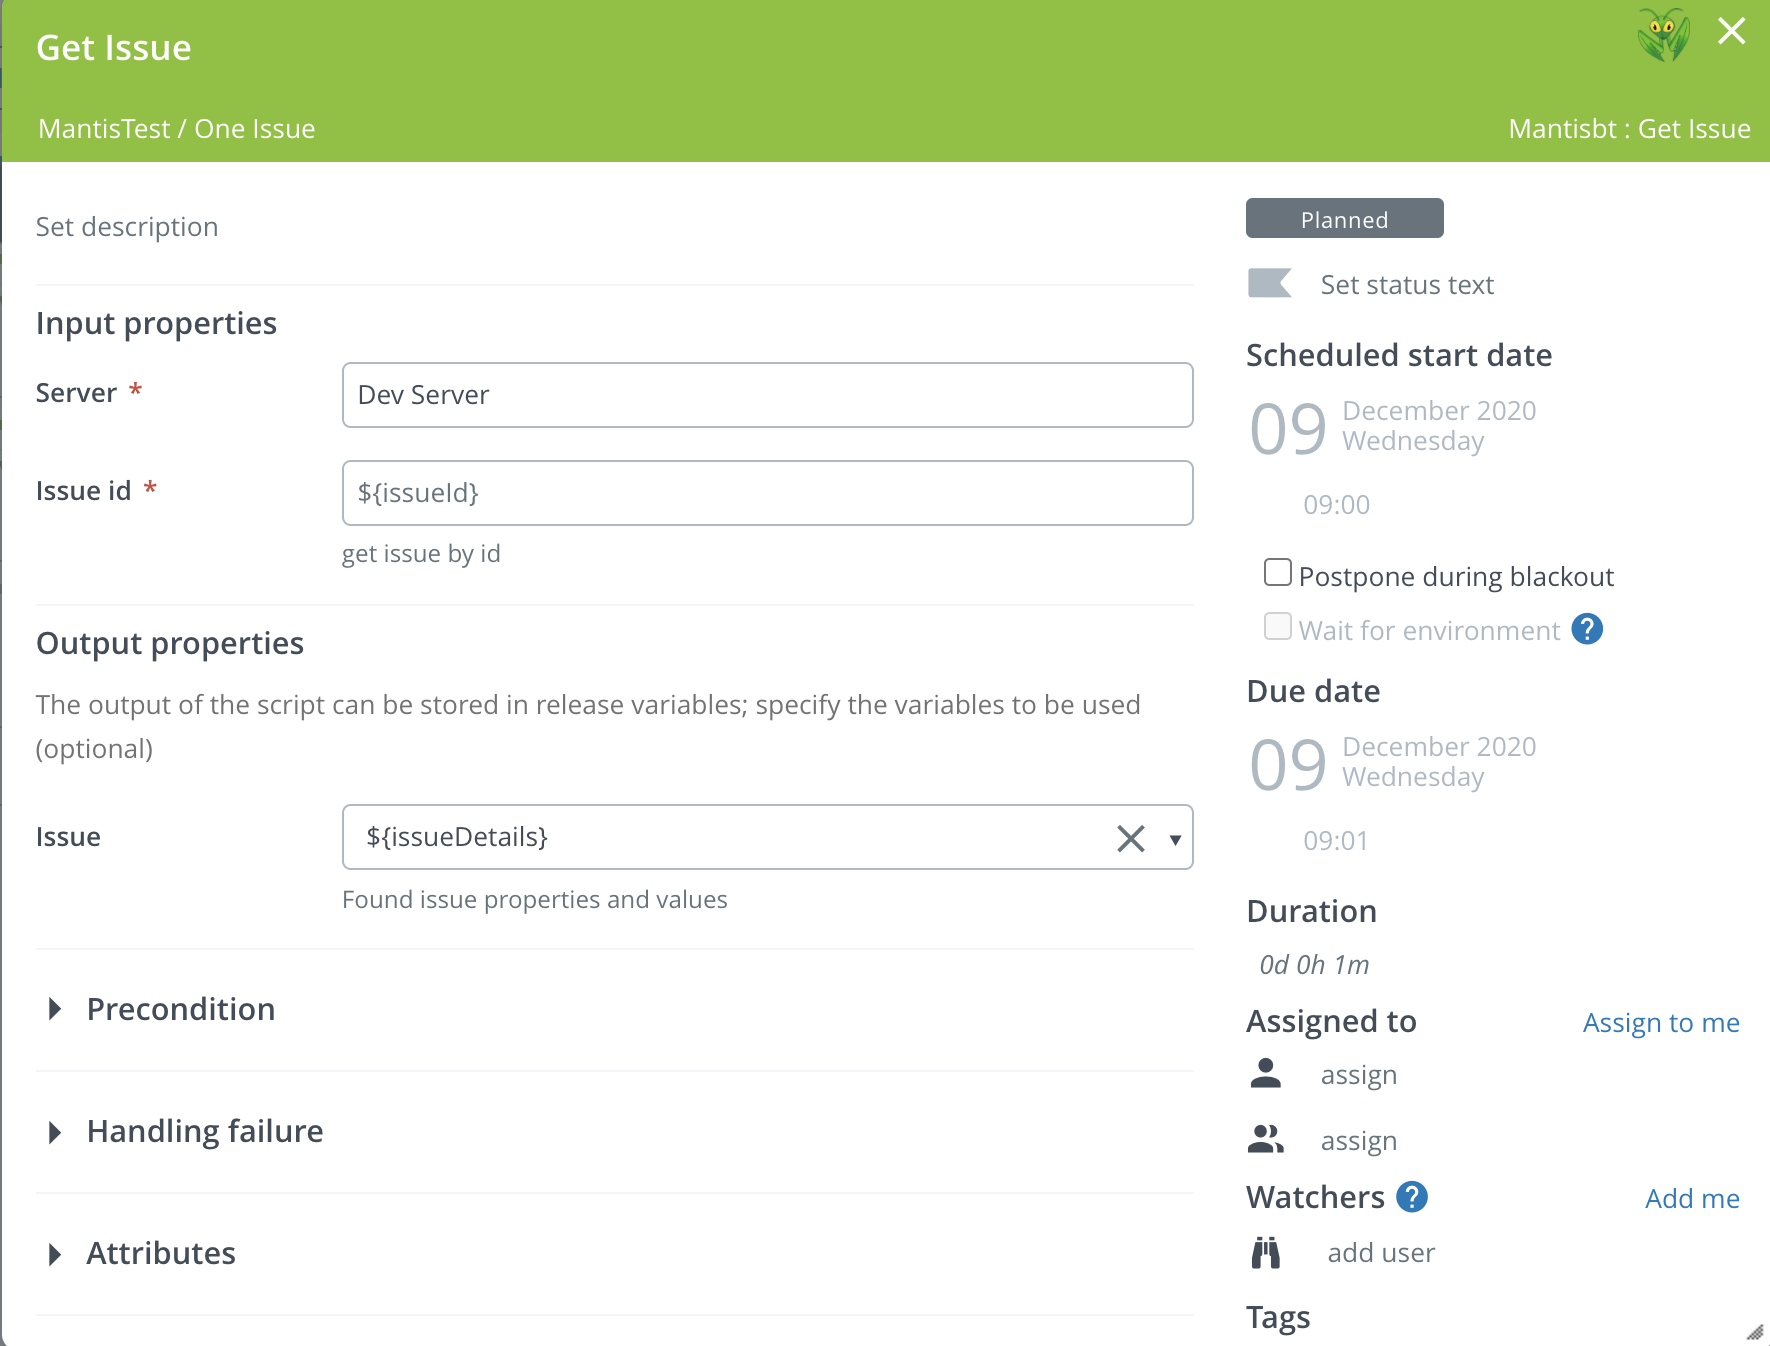 Get Issue
MantisTest / One Issue
Mantisbt : Get Issue
Set description
Input properties
Server *
Dev Server
Issue id *
${issueId}
get issue by id
Output properties
The output of the script can be stored in release variables; specify the variables to be used
(optional)
Issue
${issueDetails}
Found issue properties and values
Precondition
Handling failure
Attributes
Planned
Set status text
Scheduled start date
09
December 2020
Wednesday
09:00
Postpone during blackout
Wait for environment ?
Due date
09
December 2020
Wednesday
09:01
Duration
0d 0h 1m
Assigned to
Assign to me
assign
assign
Watchers ?
Add me
add user
Tags